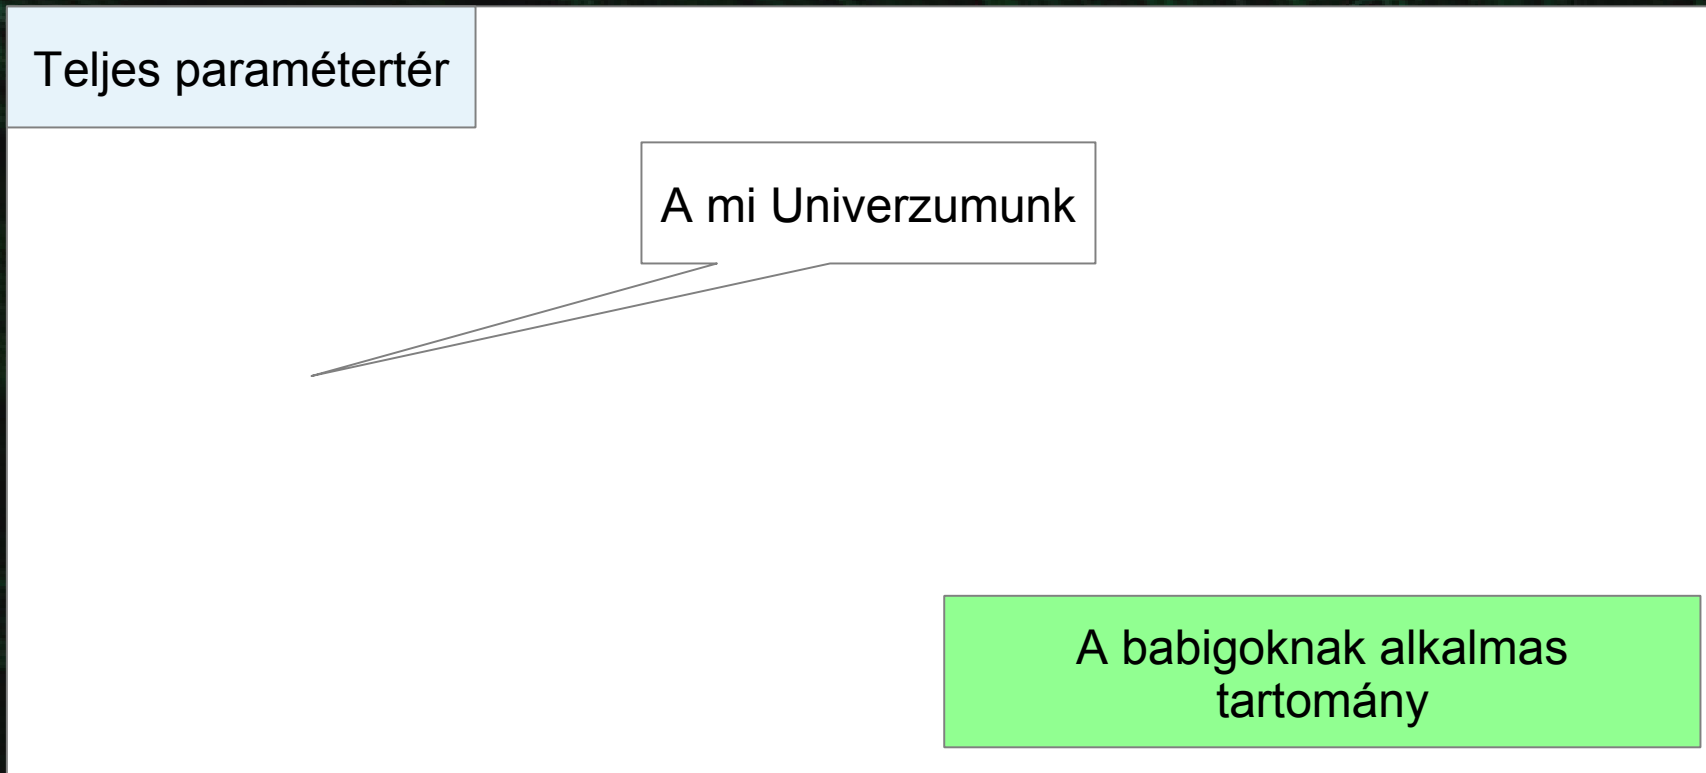 Teljes paramétertér
A mi Univerzumunk
A babigoknak alkalmas
tartomány